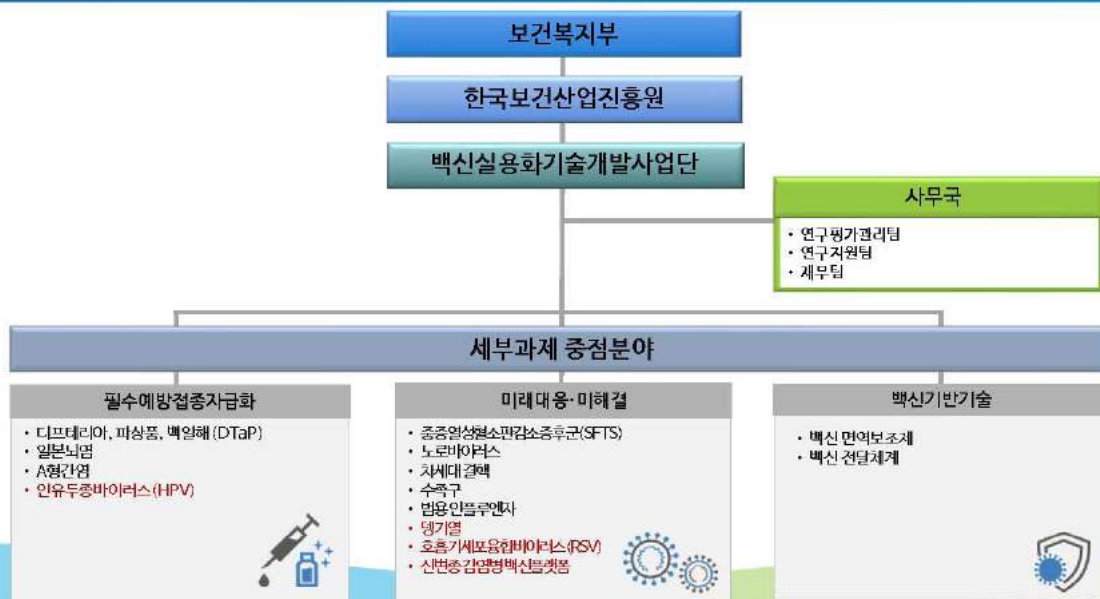 보건복지부
한국보건산업진흥원
백신실용화기술개발사업단
사무국
• 연구평가관리팀
• 연구지원팀
• 재무팀
세부과제 중점분야
필수예방접종자급화
• 디프테리아, 파상풍, 백일해(DTaP)
• 일본뇌염
• A형간염
• 인유두종바이러스(HPV)
미래대응·미해결
• 중증열성혈소판감소증후군(SFTS)
• 노로바이러스
• 차세대 결핵
• 수족구
• 범용인플루엔자
• 뎅기열
• 호흡기세포융합바이러스(RSV)
• 신변종 감염병백신플랫폼
백신기반기술
• 백신 면역보조제
• 백신 전달체계